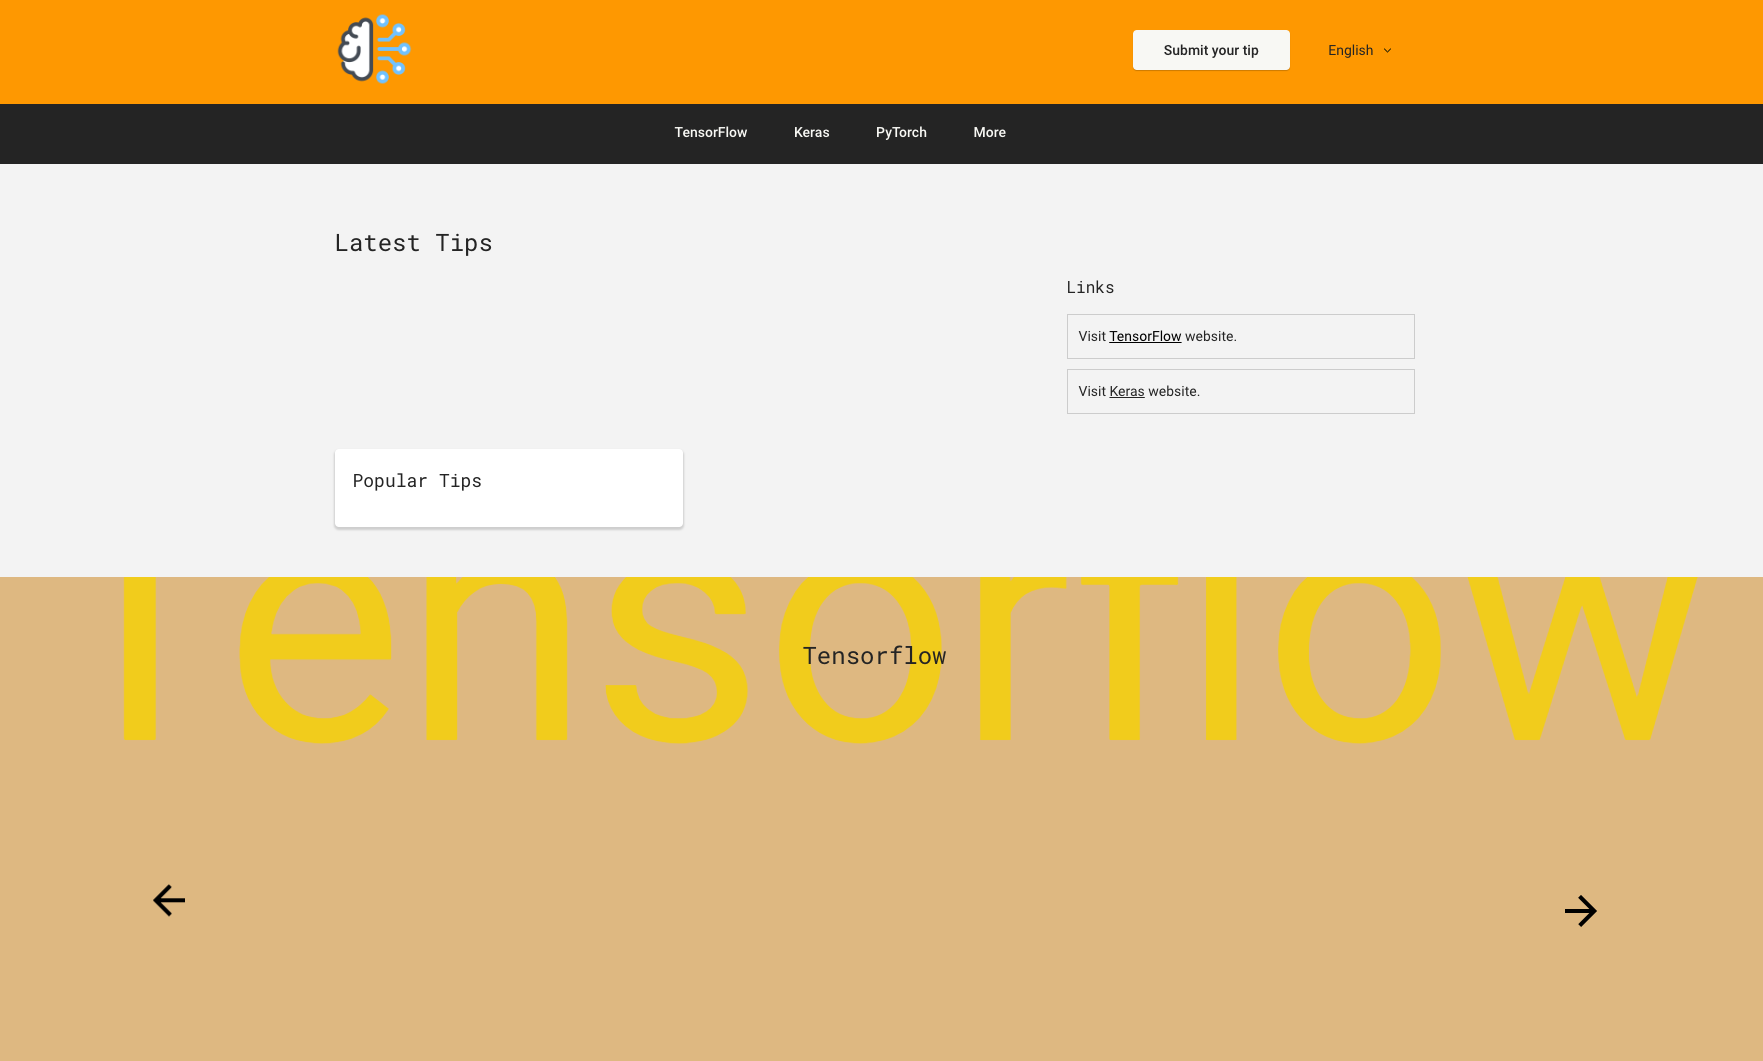 Submit your tip
English
TensorFlow
Keras
PyTorch
More
Latest Tips
Links
Visit TensorFlow website.
Visit Keras website.
Popular Tips
Tensorflow
Tensorflow